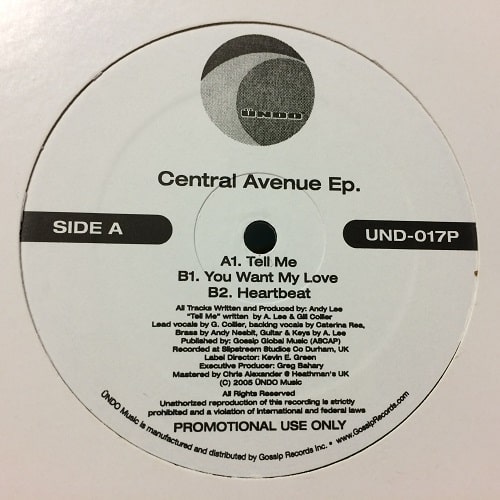 ÜNDO
Central Avenue Ep.
SIDE A
UND-017P
A1. Tell Me
B1. You Want My Love
B2. Heartbeat
All Tracks Written and Produced by: Andy Lee
"Tell Me" written by A. Lee & Gill Collier
Lead vocals by G. Collier, backing vocals by Caterina Rea,
Brass by Andy Nesbit, Guitar & Keys by A. Lee
Published by: Gossip Global Music (ASCAP)
Recorded at Slipstreem Studios Co Durham, UK
Label Director: Kevin E. Green
Executive Producer: Greg Bahary
Mastered by Chris Alexander @ Heathman's UK
(C) 2005 ÜNDO Music
All Rights Reserved
Unathorized reproduction of this recording is strictly
prohibited and a violation of international and federal laws
PROMOTIONAL USE ONLY
ÜNDO Music is manufactured and distributed by Gossip Records Inc. • www.GossipRecords.com